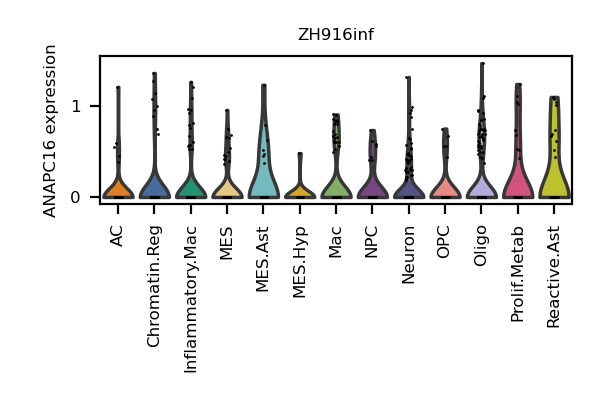 ZH916inf
ANAPC16 expression
1
0
AC
Chromatin.Reg
Inflammatory.Mac
MES
MES.Ast
MES.Hyp
Mac
NPC
Neuron
OPC
Oligo
Prolif.Metab
Reactive.Ast